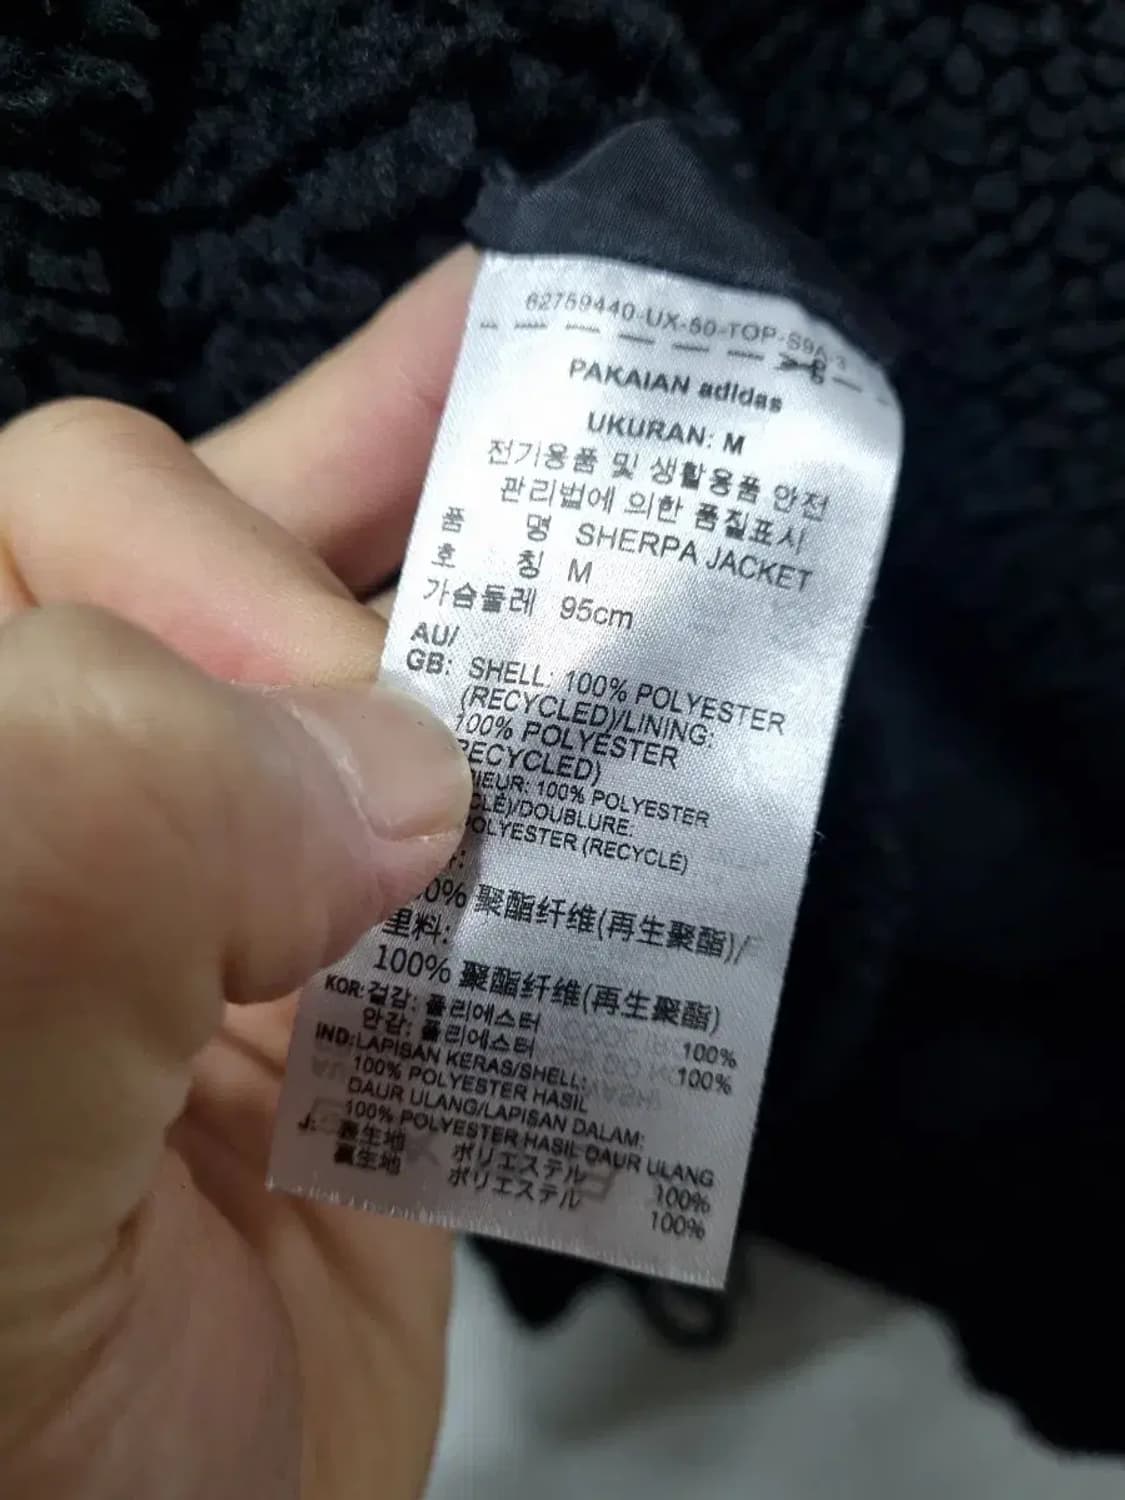 62759440-UX-50-TOP-S9A-3
PAKAIAN adidas
UKURAN: M
전기용품 및 생활용품 안전
관리법에 의한 품질표시
품 명 SHERPA JACKET
호 칭 M
가슴둘레 95cm
AU/
GB: SHELL: 100% POLYESTER
(RECYCLED)/LINING:
100% POLYESTER
RECYCLED)
IEUR: 100% POLYESTER
CLÉ)/DOUBLURE:
POLYESTER (RECYCLÉ)
0% 聚酯纤维(再生聚酯)/
里料:
100% 聚酯纤维(再生聚酯)
KOR: 겉감: 폴리에스터 100%
안감: 폴리에스터 100%
IND: LAPISAN KERAS/SHELL:
100% POLYESTER HASIL
DAUR ULANG/LAPISAN DALAM:
100% POLYESTER HASIL DAUR ULANG
J: 表生地 ポリエステル 100%
裏生地 ポリエステル 100%